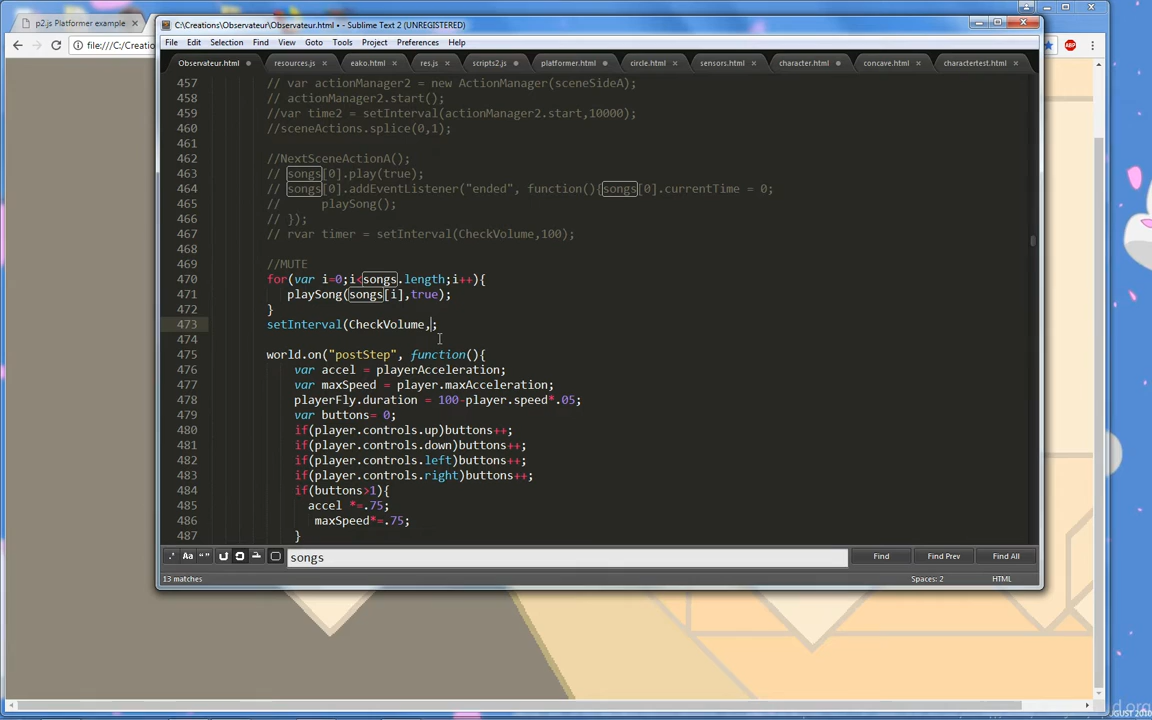 p2.js Platformer example
file:///C:/Creatio
C:\Creations\Observateur\Observateur.html • - Sublime Text 2 (UNREGISTERED)
File Edit Selection Find View Goto Tools Project Preferences Help
Observateur.html resources.js eako.html res.js scripts2.js platformer.html circle.html sensors.html character.html concave.html charactertest.html
457 // var actionManager2 = new ActionManager(sceneSideA);
458 // actionManager2.start();
459 //var time2 = setInterval(actionManager2.start,10000);
460 //sceneActions.splice(0,1);
461
462 //NextSceneActionA();
463 // songs[0].play(true);
464 // songs[0].addEventListener("ended", function(){songs[0].currentTime = 0;
465 //     playSong();
466 // });
467 // rvar timer = setInterval(CheckVolume,100);
468
469 //MUTE
470 for(var i=0;i<songs.length;i++){
471 playSong(songs[i],true);
472 }
473 setInterval(CheckVolume,;
474
475 world.on("postStep", function(){
476 var accel = playerAcceleration;
477 var maxSpeed = player.maxAcceleration;
478 playerFly.duration = 100-player.speed*.05;
479 var buttons= 0;
480 if(player.controls.up)buttons++;
481 if(player.controls.down)buttons++;
482 if(player.controls.left)buttons++;
483 if(player.controls.right)buttons++;
484 if(buttons>1){
485 accel *=.75;
486 maxSpeed*=.75;
487 }
.* Aa “” songs Find Find Prev Find All
13 matches Spaces: 2 HTML